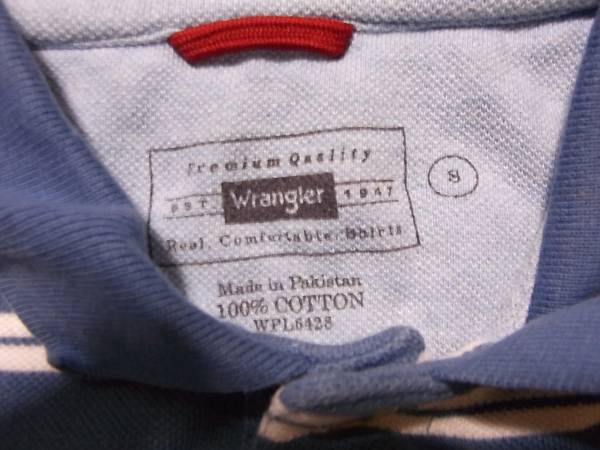 Premium Quality
EST Wrangler 1947
Real. Comfortable. Shirts
S
Made in Pakistan
100% COTTON
WPL6428